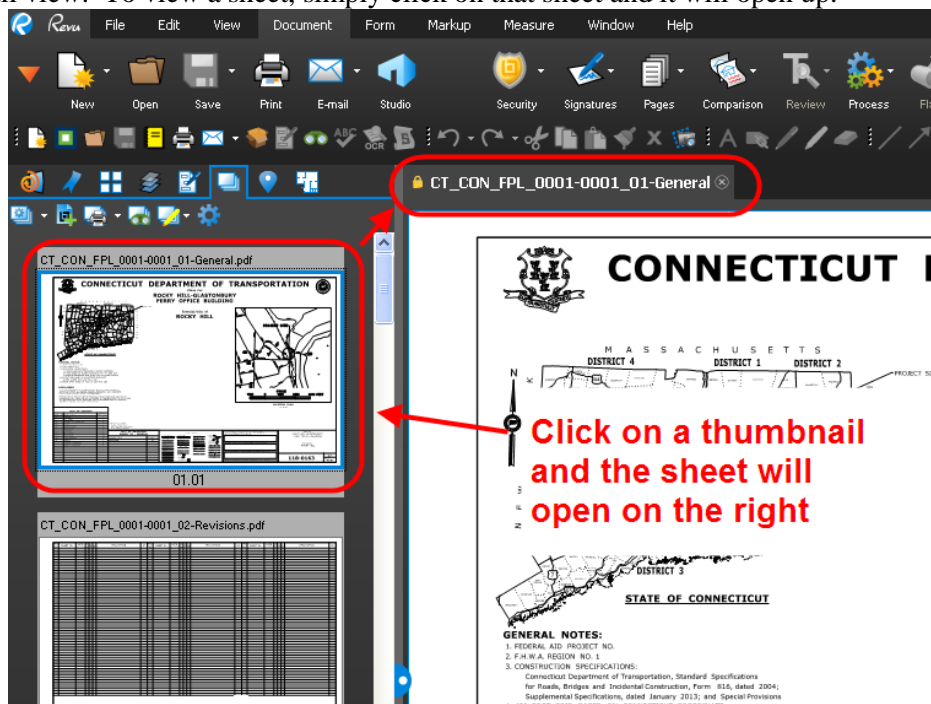 view. To view a sheet, simply click on that sheet and it will open up.
Revu File Edit View Document Form Markup Measure Window Help
New Open Save Print E-mail Studio Security Signatures Pages Comparison Review Process
ABC
OCR
CT_CON_FPL_0001-0001_01-General
CT_CON_FPL_0001-0001_01-General.pdf
CONNECTICUT DEPARTMENT OF TRANSPORTATION
ROCKY HILL-GLASTONBURY
FERRY OFFICE BUILDING
ROCKY HILL
118-0163
01.01
CT_CON_FPL_0001-0001_02-Revisions.pdf
CONNECTICUT
MASSACHUSETTS
DISTRICT 4 DISTRICT 1 DISTRICT 2
N
PROJECT
Click on a thumbnail
and the sheet will
open on the right
DISTRICT 3
STATE OF CONNECTICUT
GENERAL NOTES:
1. FEDERAL AID PROJECT NO.
2. F.H.W.A. REGION NO. 1
3. CONSTRUCTION SPECIFICATIONS:
Connecticut Department of Transportation, Standard Specifications
for Roads, Bridges and Incidental Construction, Form 816, dated 2004;
Supplemental Specifications, dated January 2013; and Special Provisions